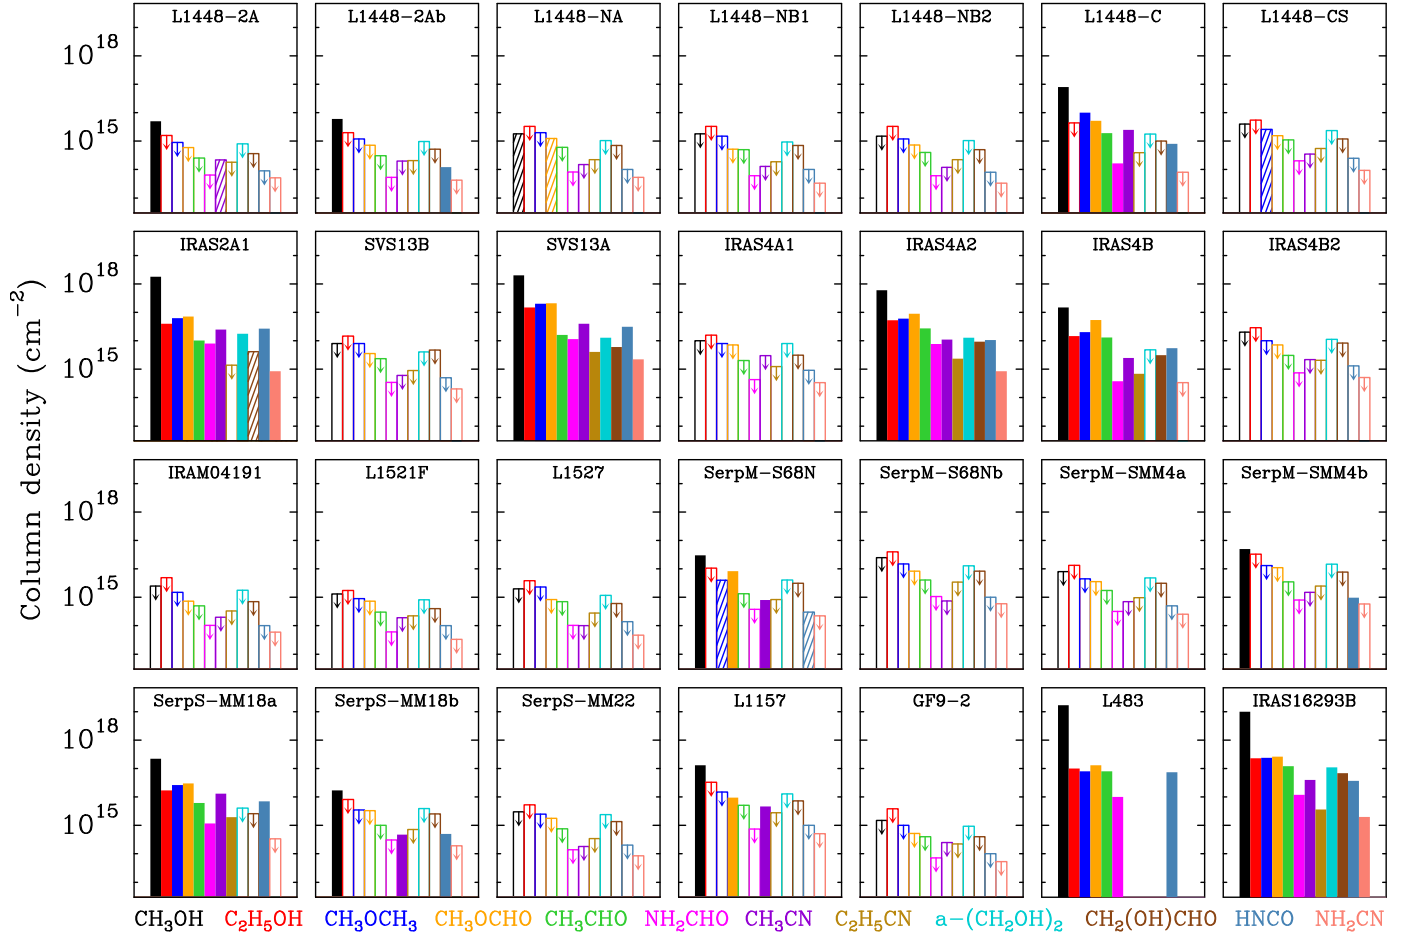 L1448-2A L1448-2Ab L1448-NA L1448-NB1 L1448-NB2 L1448-C L1448-CS
10^18
10^15
IRAS2A1 SVS13B SVS13A IRAS4A1 IRAS4A2 IRAS4B IRAS4B2
10^18
10^15
Column density (cm^-2)
IRAM04191 L1521F L1527 SerpM-S68N SerpM-S68Nb SerpM-SMM4a SerpM-SMM4b
10^18
10^15
SerpS-MM18a SerpS-MM18b SerpS-MM22 L1157 GF9-2 L483 IRAS16293B
10^18
10^15
CH₃OH C₂H₅OH CH₃OCH₃ CH₃OCHO CH₃CHO NH₂CHO CH₃CN C₂H₅CN a-(CH₂OH)₂ CH₂(OH)CHO HNCO NH₂CN